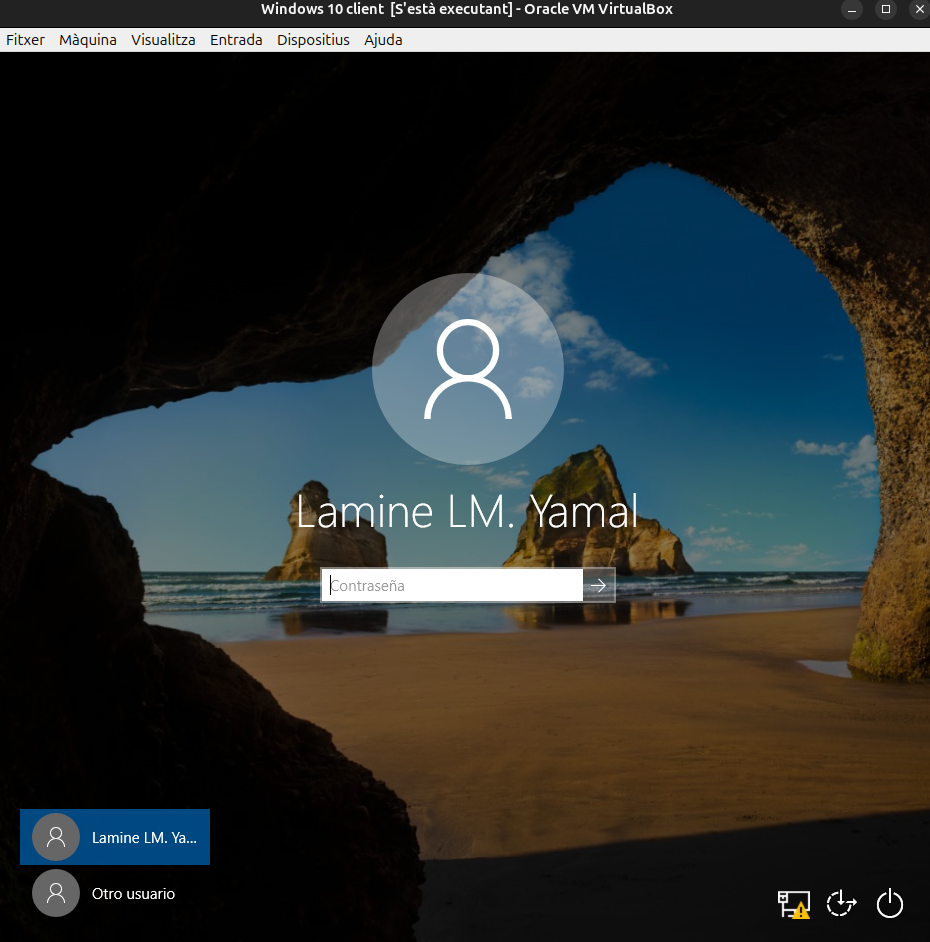 Windows 10 client [S'està executant] - Oracle VM VirtualBox
Fitxer Màquina Visualitza Entrada Dispositius Ajuda
Lamine LM. Yamal
Contraseña
Lamine LM. Ya...
Otro usuario